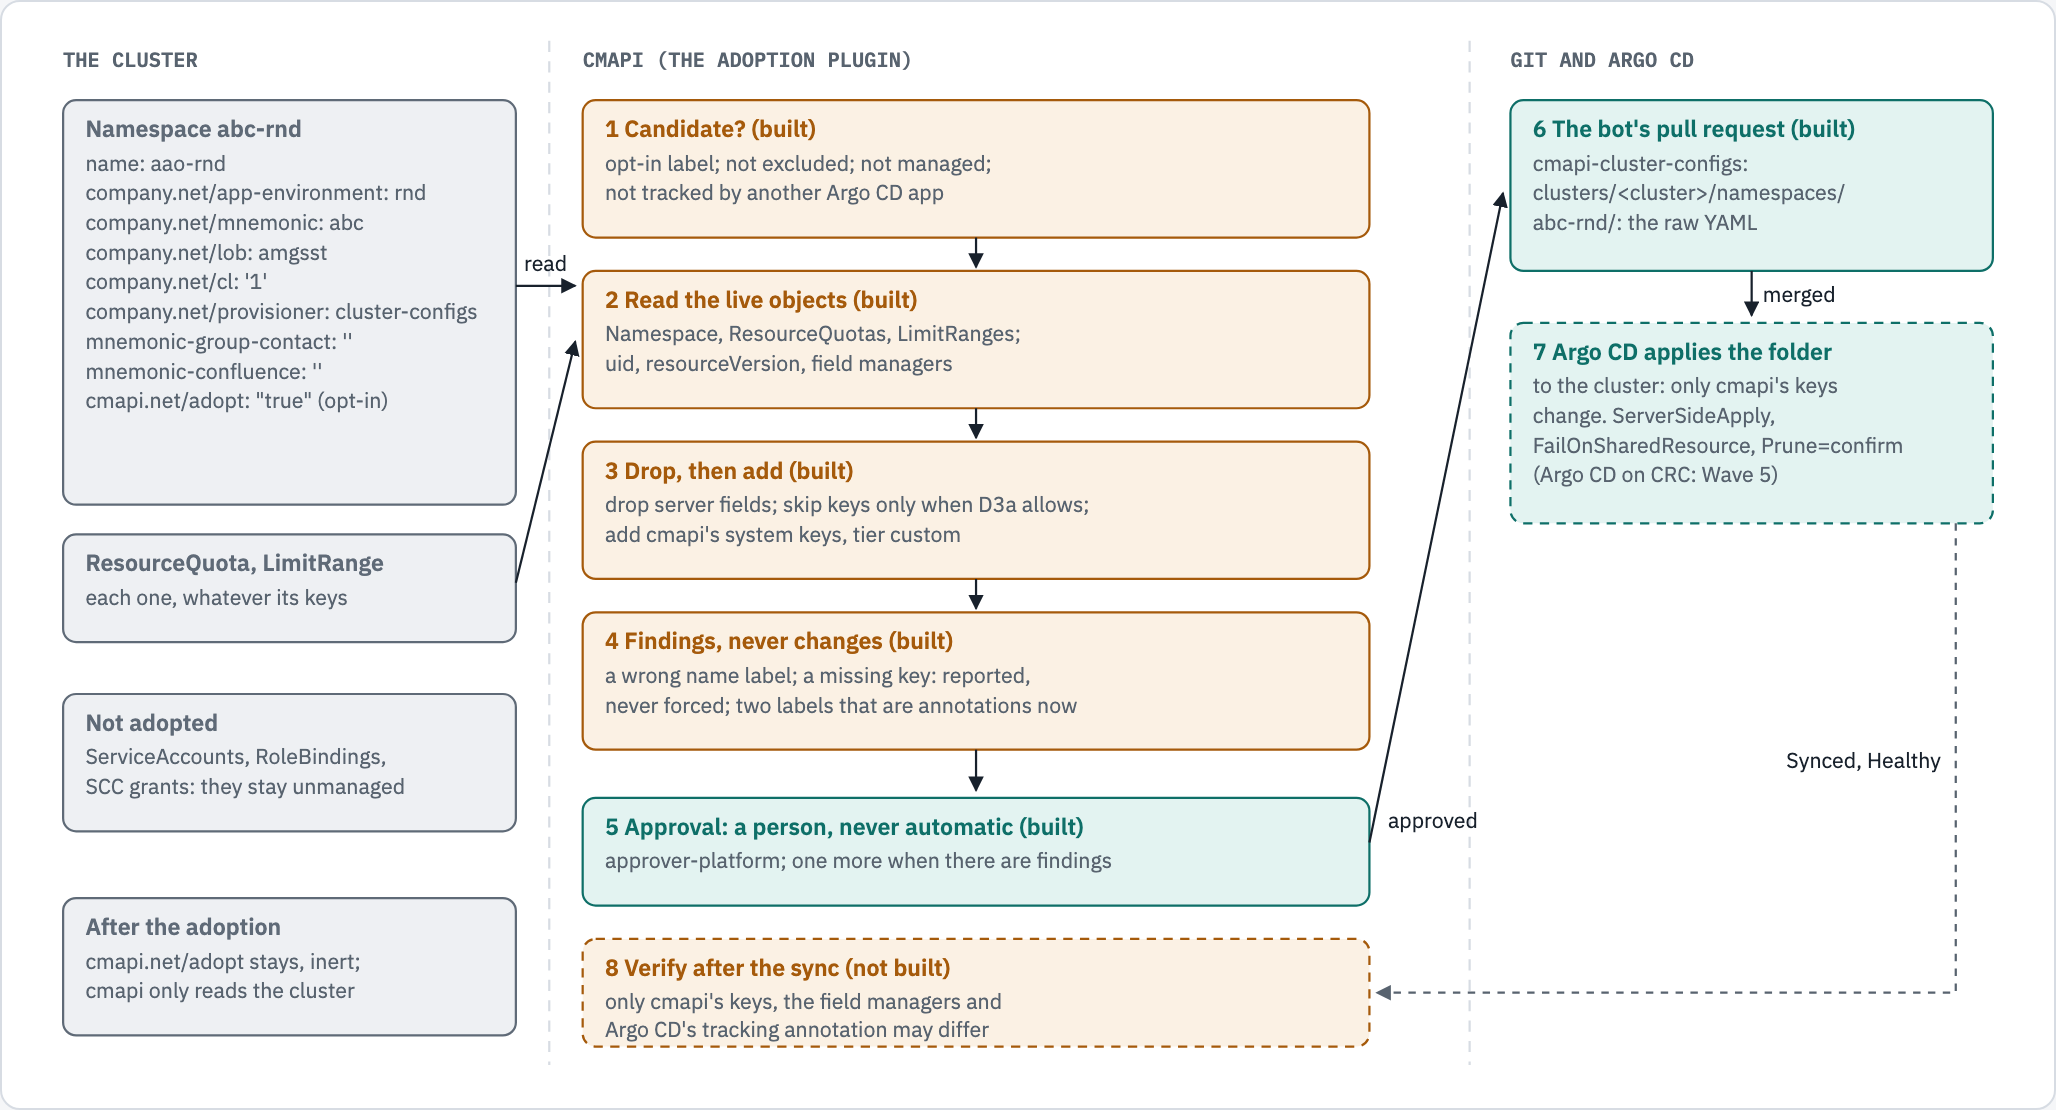 THE CLUSTER
Namespace abc-rnd
name: aao-rnd
company.net/app-environment: rnd
company.net/mnemonic: abc
company.net/lob: amgsst
company.net/cl: '1'
company.net/provisioner: cluster-configs
mnemonic-group-contact: ''
mnemonic-confluence: ''
cmapi.net/adopt: "true" (opt-in)
ResourceQuota, LimitRange
each one, whatever its keys
Not adopted
ServiceAccounts, RoleBindings,
SCC grants: they stay unmanaged
After the adoption
cmapi.net/adopt stays, inert;
cmapi only reads the cluster
read
CMAPI (THE ADOPTION PLUGIN)
1 Candidate? (built)
opt-in label; not excluded; not managed;
not tracked by another Argo CD app
2 Read the live objects (built)
Namespace, ResourceQuotas, LimitRanges;
uid, resourceVersion, field managers
3 Drop, then add (built)
drop server fields; skip keys only when D3a allows;
add cmapi's system keys, tier custom
4 Findings, never changes (built)
a wrong name label; a missing key: reported,
never forced; two labels that are annotations now
5 Approval: a person, never automatic (built)
approver-platform; one more when there are findings
approved
8 Verify after the sync (not built)
only cmapi's keys, the field managers and
Argo CD's tracking annotation may differ
GIT AND ARGO CD
6 The bot's pull request (built)
cmapi-cluster-configs:
clusters/<cluster>/namespaces/
abc-rnd/: the raw YAML
merged
7 Argo CD applies the folder
to the cluster: only cmapi's keys
change. ServerSideApply,
FailOnSharedResource, Prune=confirm
(Argo CD on CRC: Wave 5)
Synced, Healthy